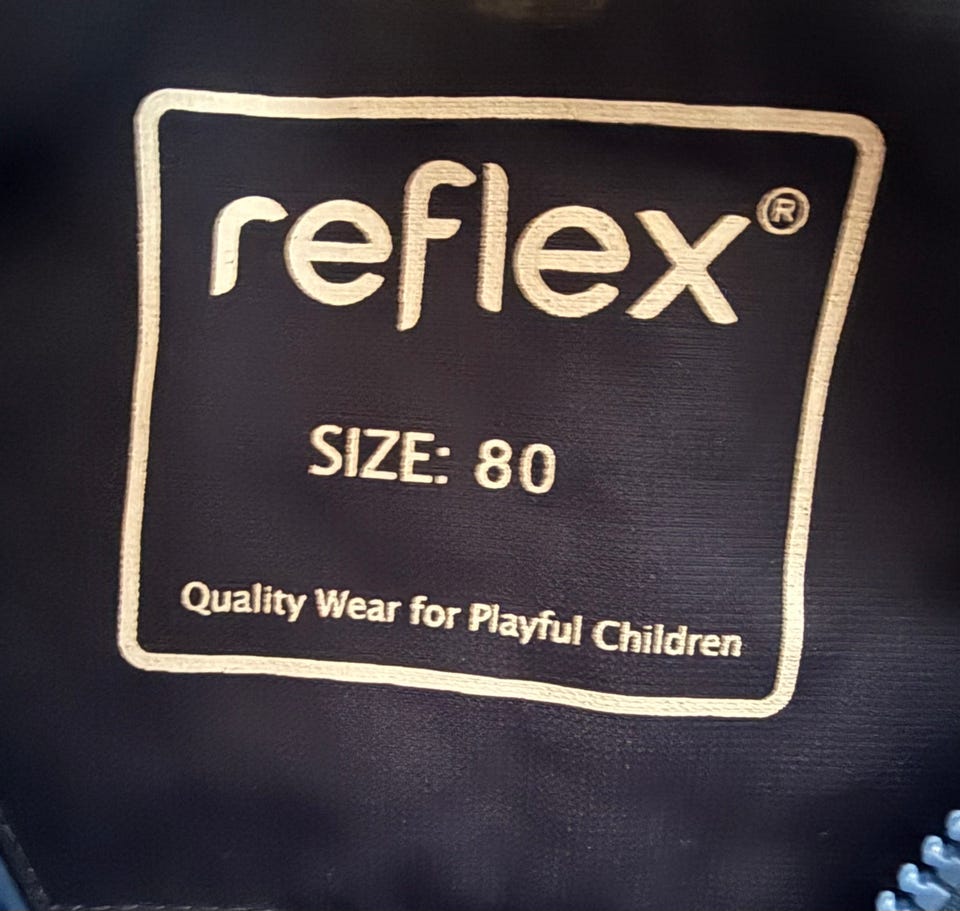 reflex®
SIZE: 80
Quality Wear for Playful Children